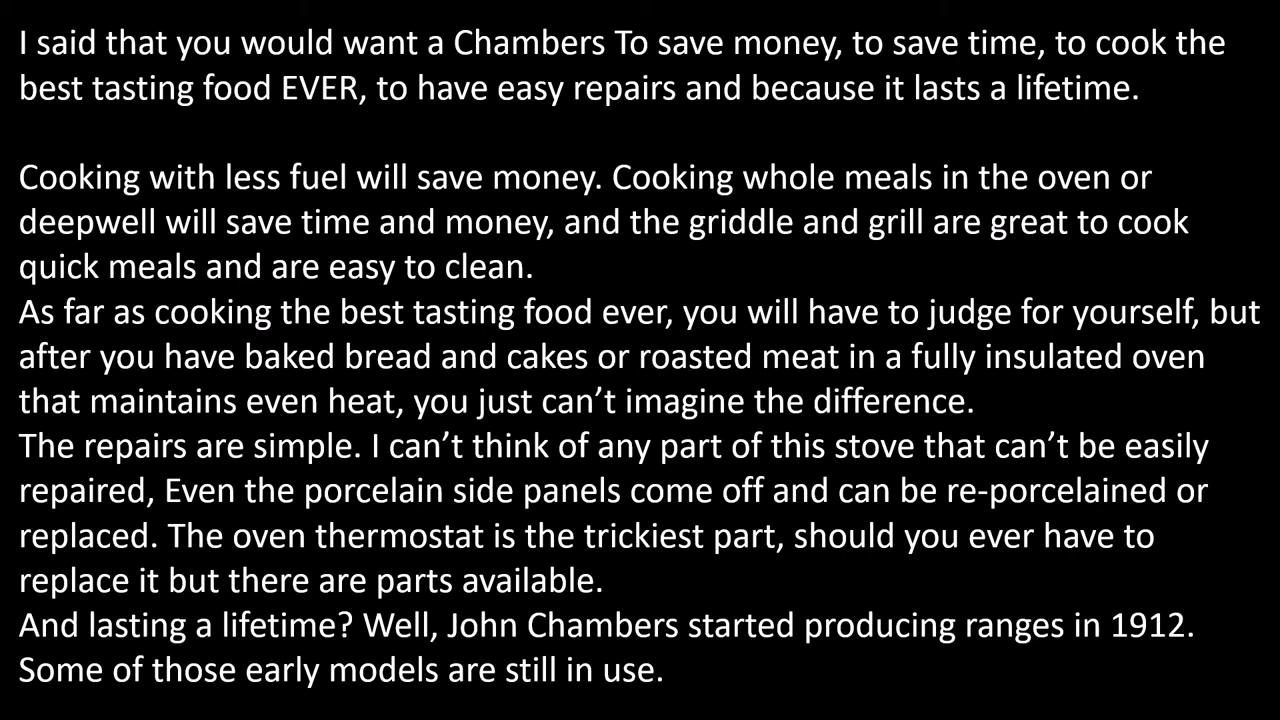 I said that you would want a Chambers To save money, to save time, to cook the
best tasting food EVER, to have easy repairs and because it lasts a lifetime.
Cooking with less fuel will save money. Cooking whole meals in the oven or
deepwell will save time and money, and the griddle and grill are great to cook
quick meals and are easy to clean.
As far as cooking the best tasting food ever, you will have to judge for yourself, but
after you have baked bread and cakes or roasted meat in a fully insulated oven
that maintains even heat, you just can’t imagine the difference.
The repairs are simple. I can’t think of any part of this stove that can’t be easily
repaired, Even the porcelain side panels come off and can be re-porcelained or
replaced. The oven thermostat is the trickiest part, should you ever have to
replace it but there are parts available.
And lasting a lifetime? Well, John Chambers started producing ranges in 1912.
Some of those early models are still in use.